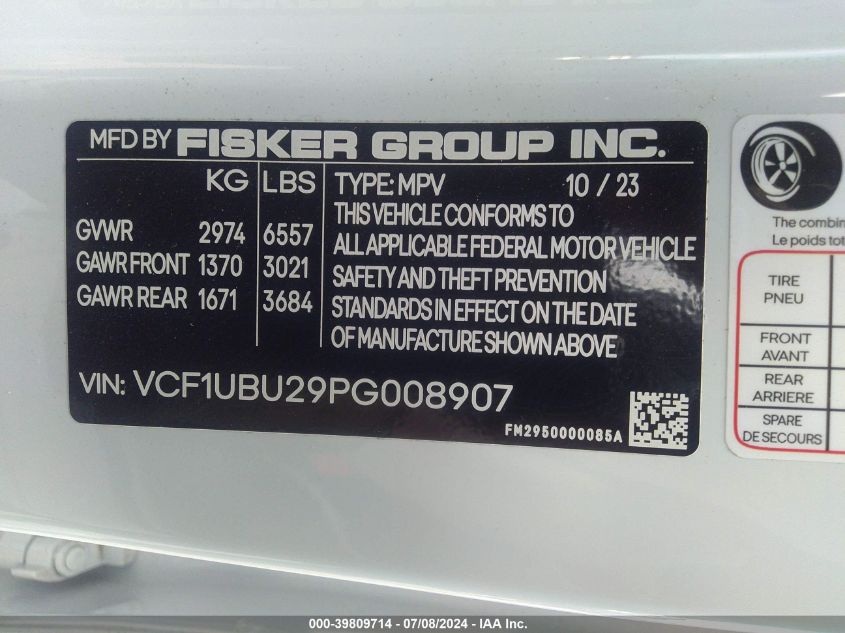 MFD BY FISKER GROUP INC.
KG LBS TYPE: MPV 10 / 23
GVWR 2974 6557 THIS VEHICLE CONFORMS TO
GAWR FRONT 1370 3021 ALL APPLICABLE FEDERAL MOTOR VEHICLE
GAWR REAR 1671 3684 SAFETY AND THEFT PREVENTION
STANDARDS IN EFFECT ON THE DATE
OF MANUFACTURE SHOWN ABOVE
VIN: VCF1UBU29PG008907
FM2950000085A
The combin
Le poids tot
TIRE
PNEU
FRONT
AVANT
REAR
ARRIERE
SPARE
DE SECOURS
000-39809714 - 07/08/2024 - IAA Inc.